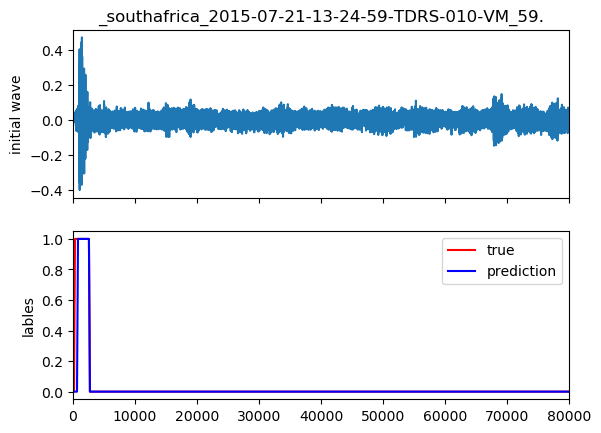 _southafrica_2015-07-21-13-24-59-TDRS-010-VM_59.
initial wave
0.4
0.2
0.0
−0.2
−0.4
lables
1.0
0.8
0.6
0.4
0.2
0.0
true
prediction
0 10000 20000 30000 40000 50000 60000 70000 80000